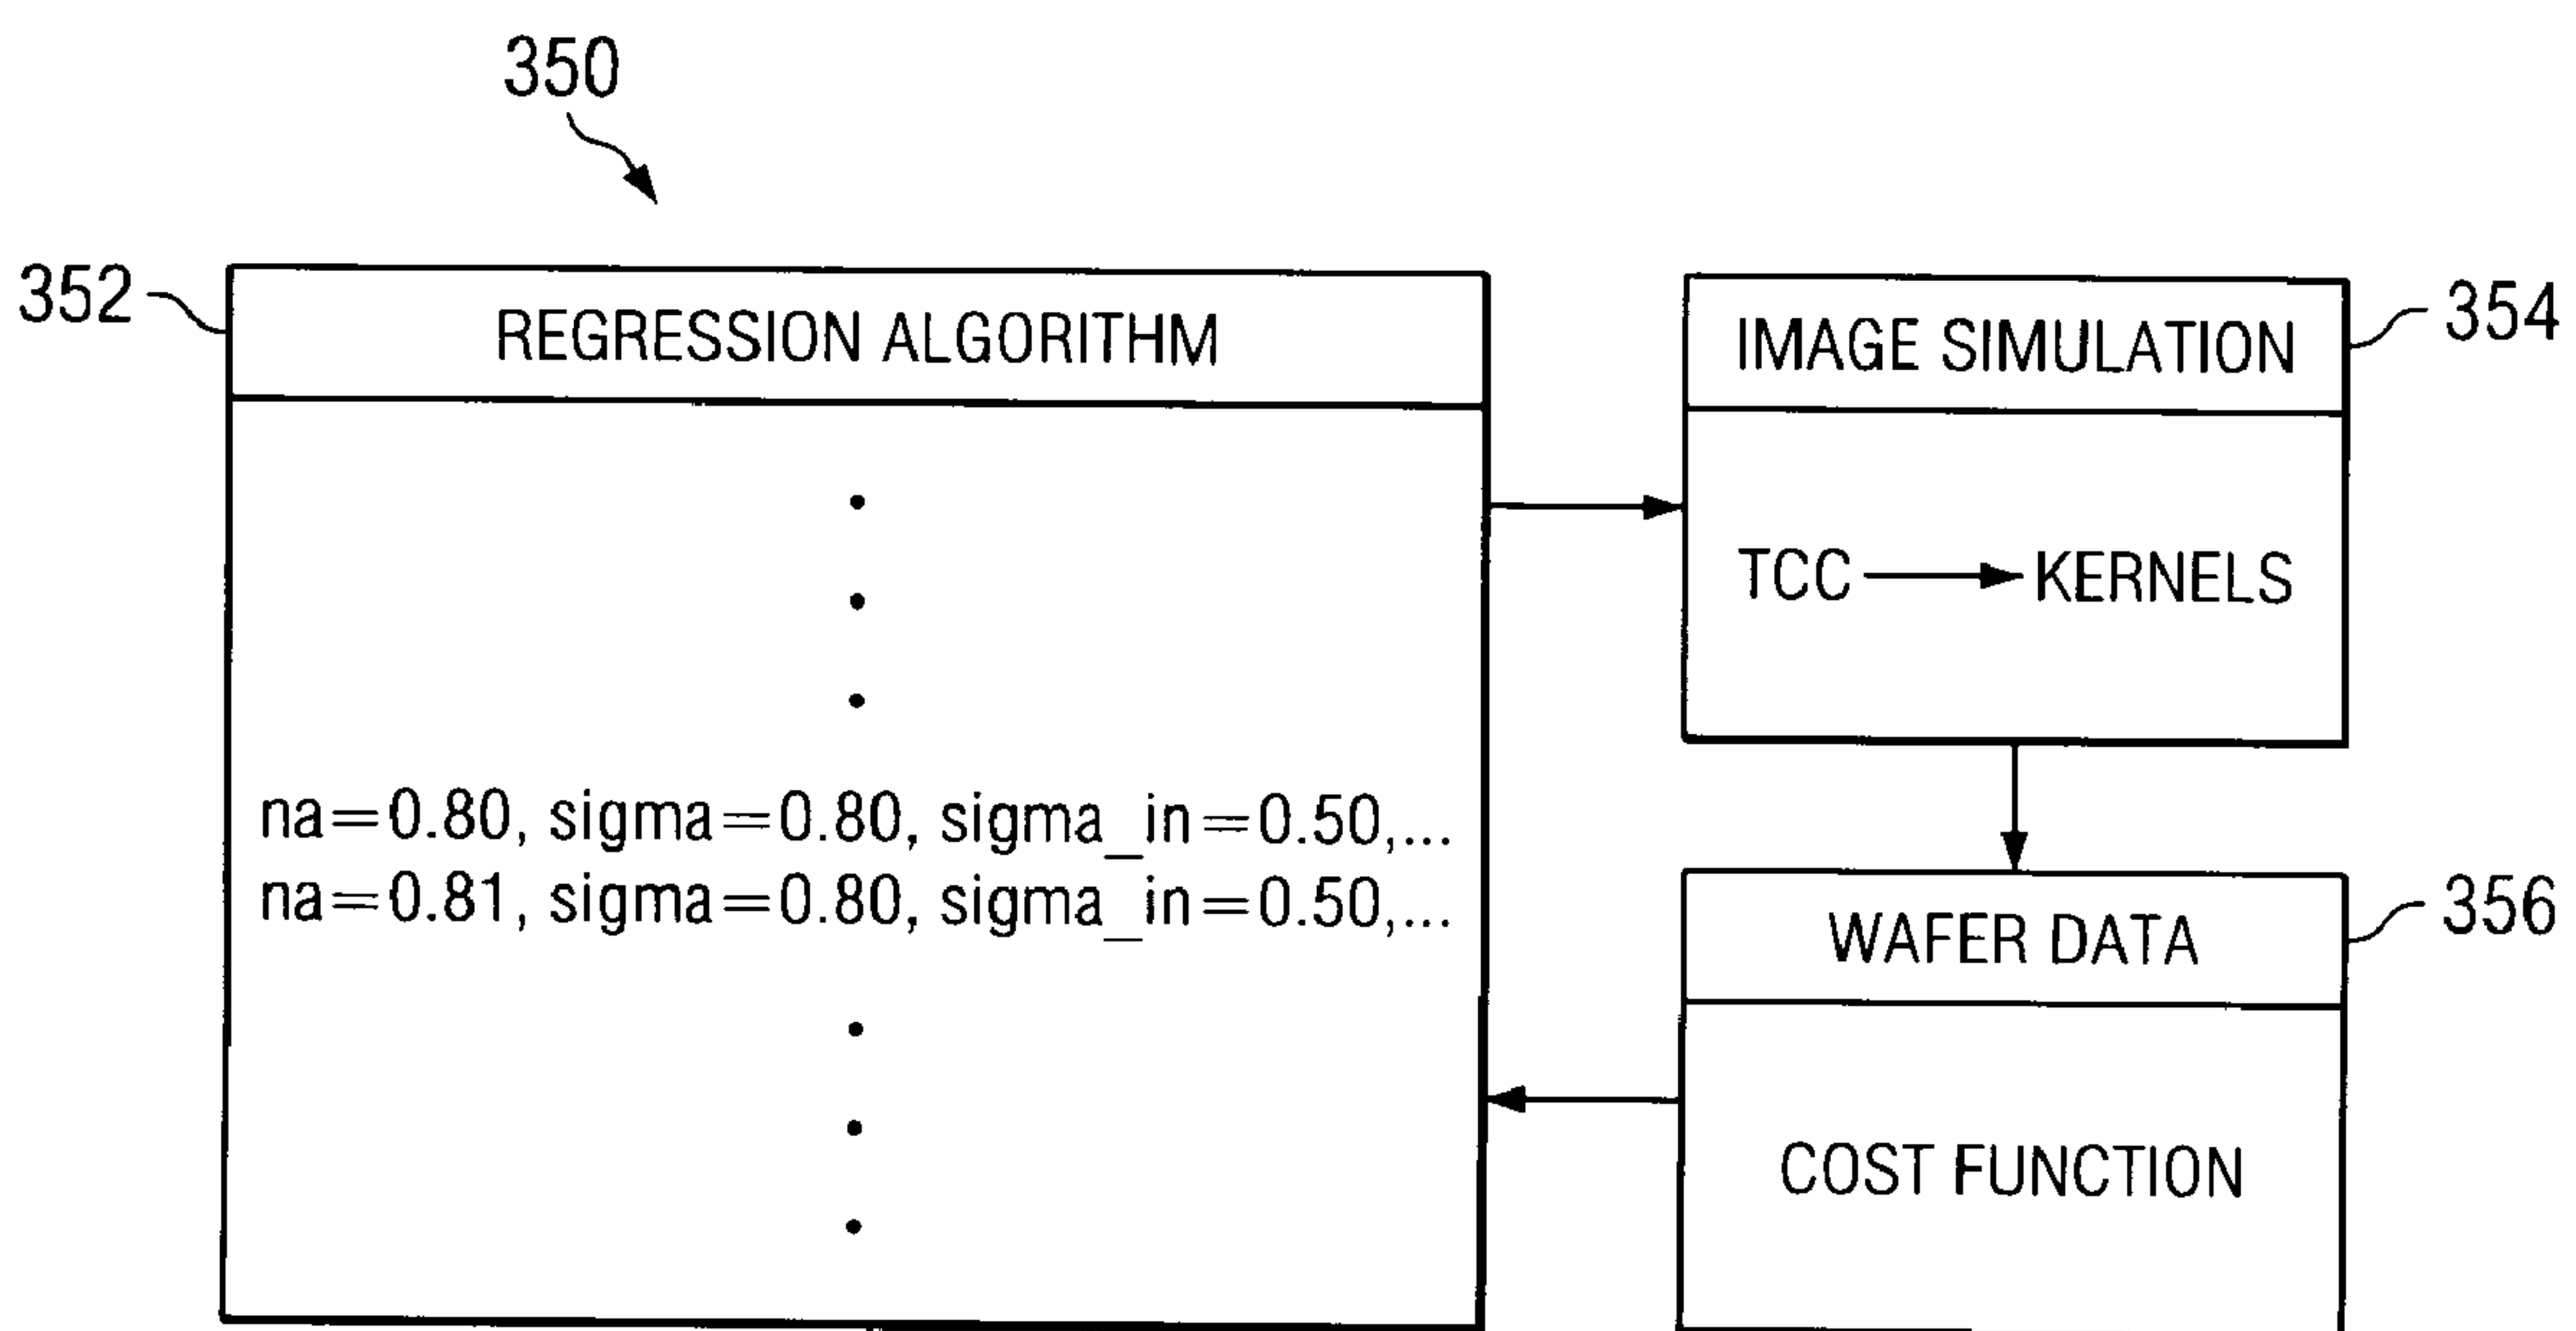 350
352
REGRESSION ALGORITHM
na=0.80, sigma=0.80, sigma_in=0.50,...
na=0.81, sigma=0.80, sigma_in=0.50,...
354
IMAGE SIMULATION
TCC → KERNELS
356
WAFER DATA
COST FUNCTION